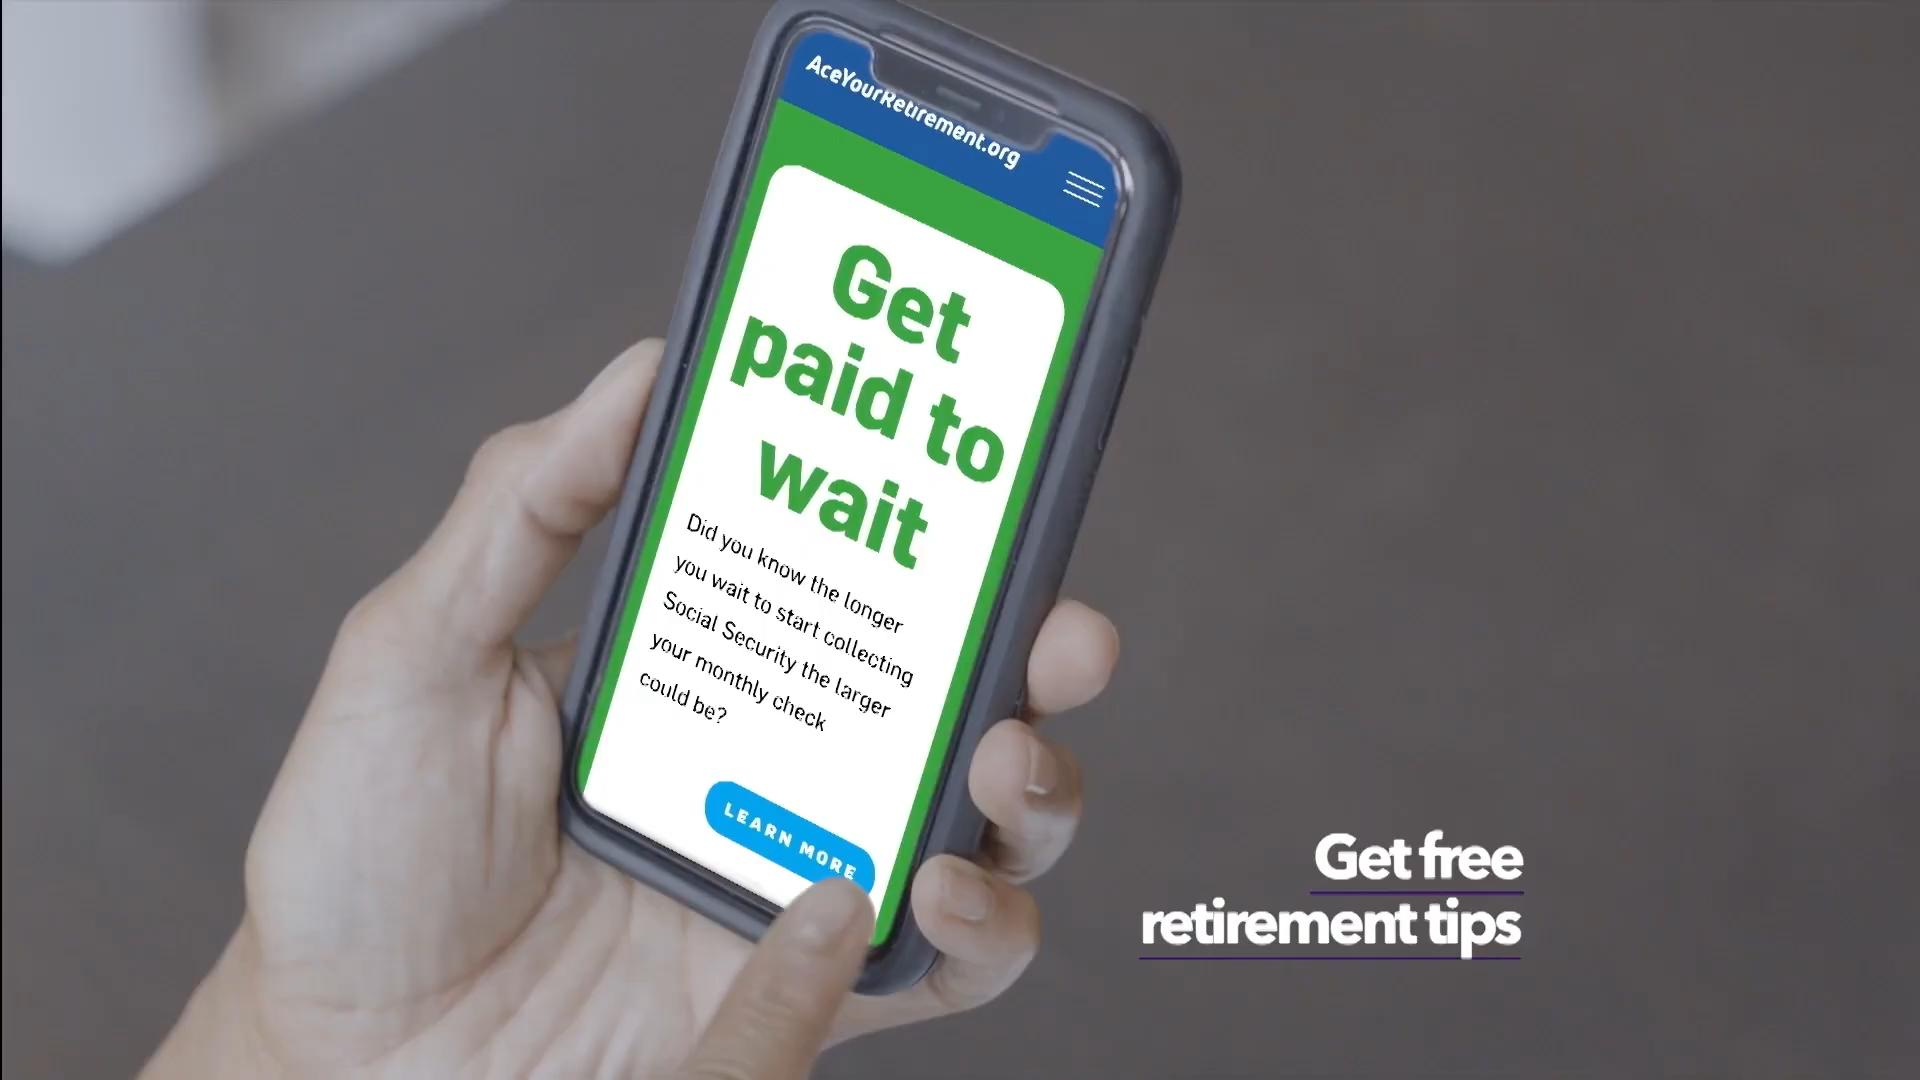 AceYourRetirement.org
Get
paid to
wait
Did you know the longer
you wait to start collecting
Social Security the larger
your monthly check
could be?
LEARN MORE
Get free
retirement tips